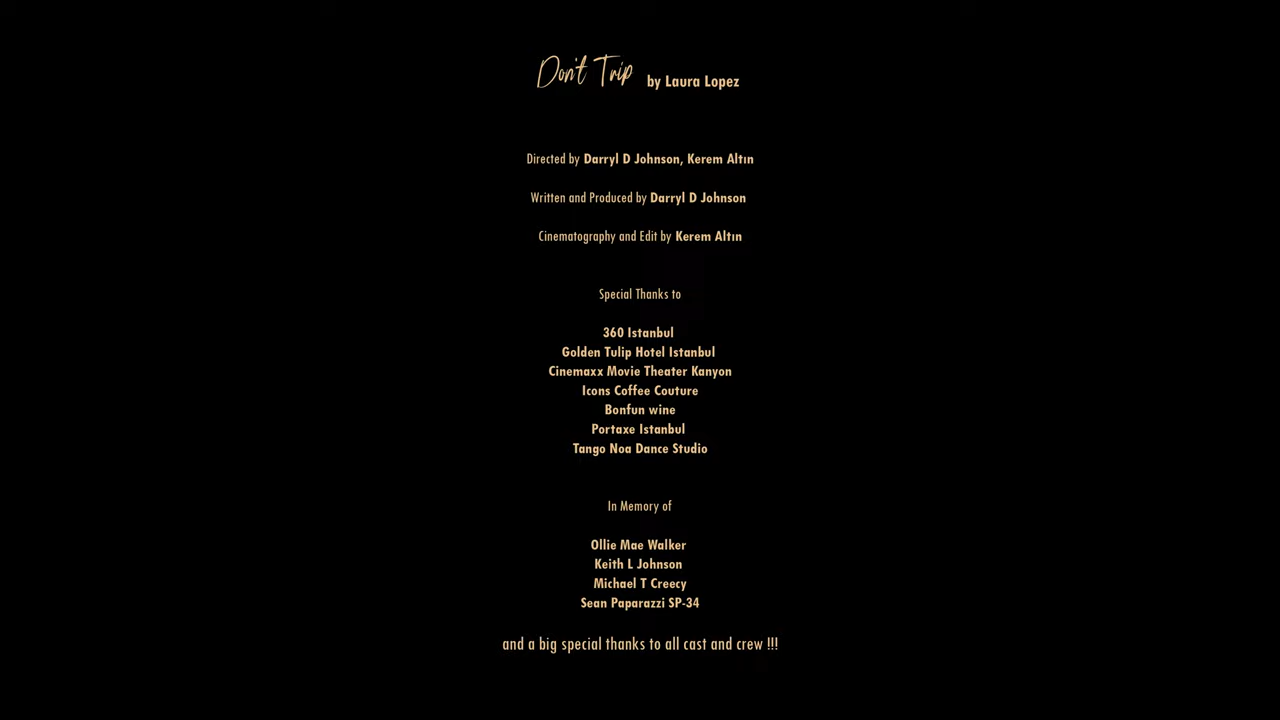 Don't Trip by Laura Lopez
Directed by Darryl D Johnson, Kerem Altın
Written and Produced by Darryl D Johnson
Cinematography and Edit by Kerem Altın
Special Thanks to
360 Istanbul
Golden Tulip Hotel Istanbul
Cinemaxx Movie Theater Kanyon
Icons Coffee Couture
Bonfun wine
Portaxe Istanbul
Tango Noa Dance Studio
In Memory of
Ollie Mae Walker
Keith L Johnson
Michael T Creecy
Sean Paparazzi SP-34
and a big special thanks to all cast and crew !!!